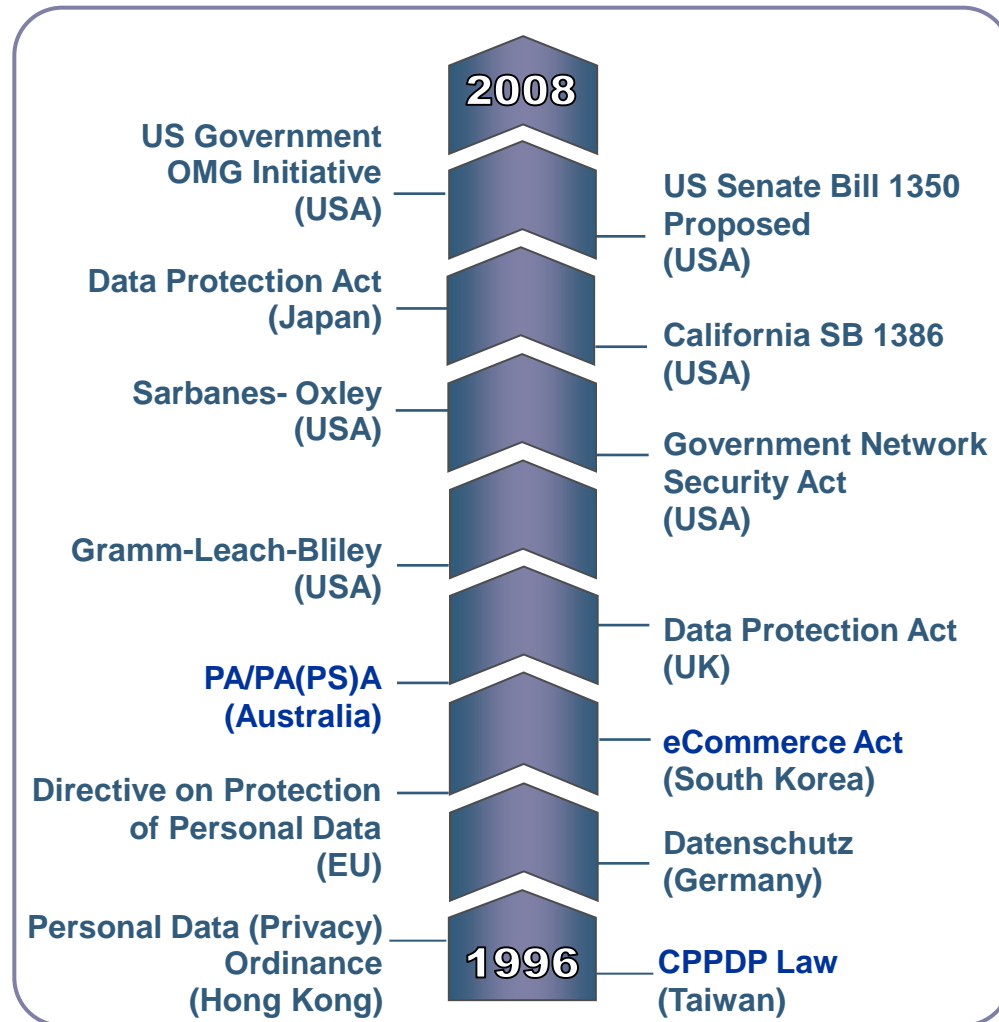 2008
US Government
OMG Initiative
(USA)
US Senate Bill 1350
Proposed
(USA)
Data Protection Act
(Japan)
California SB 1386
(USA)
Sarbanes- Oxley
(USA)
Government Network
Security Act
(USA)
Gramm-Leach-Bliley
(USA)
Data Protection Act
(UK)
PA/PA(PS)A
(Australia)
eCommerce Act
(South Korea)
Directive on Protection
of Personal Data
(EU)
Datenschutz
(Germany)
Personal Data (Privacy)
Ordinance
(Hong Kong)
1996
CPPDP Law
(Taiwan)